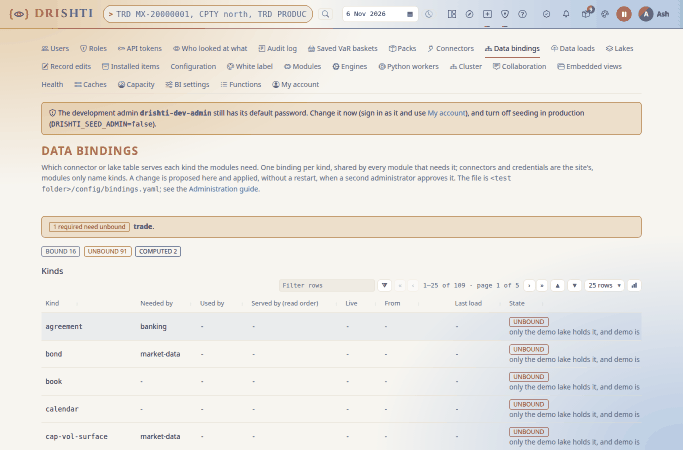 { } DRISHTI
> TRD MX-20000001, CPTY north, TRD PRODUC
6 Nov 2026
A Ash
Users Roles API tokens Who looked at what Audit log Saved VaR baskets Packs Connectors Data bindings Data loads Lakes
Record edits Installed items Configuration White label Modules Engines Python workers Cluster Collaboration Embedded views
Health Caches Capacity BI settings Functions My account
The development admin drishti-dev-admin still has its default password. Change it now (sign in as it and use My account), and turn off seeding in production
(DRISHTI_SEED_ADMIN=false).
DATA BINDINGS
Which connector or lake table serves each kind the modules need. One binding per kind, shared by every module that needs it; connectors and credentials are the site's,
modules only name kinds. A change is proposed here and applied, without a restart, when a second administrator approves it. The file is <test
folder>/config/bindings.yaml; see the Administration guide.
1 required need unbound trade.
BOUND 16 UNBOUND 91 COMPUTED 2
Kinds
Filter rows « ‹ 1–25 of 109 · page 1 of 5 › » ▲ ▼ 25 rows
Kind Needed by Used by Served by (read order) Live From Last load State
agreement banking - - - - - UNBOUND
only the demo lake holds it, and demo is
bond market-data - - - - - UNBOUND
only the demo lake holds it, and demo is
book - - - - - - UNBOUND
only the demo lake holds it, and demo is
calendar - - - - - - UNBOUND
only the demo lake holds it, and demo is
cap-vol-surface market-data - - - - - UNBOUND
only the demo lake holds it, and demo is